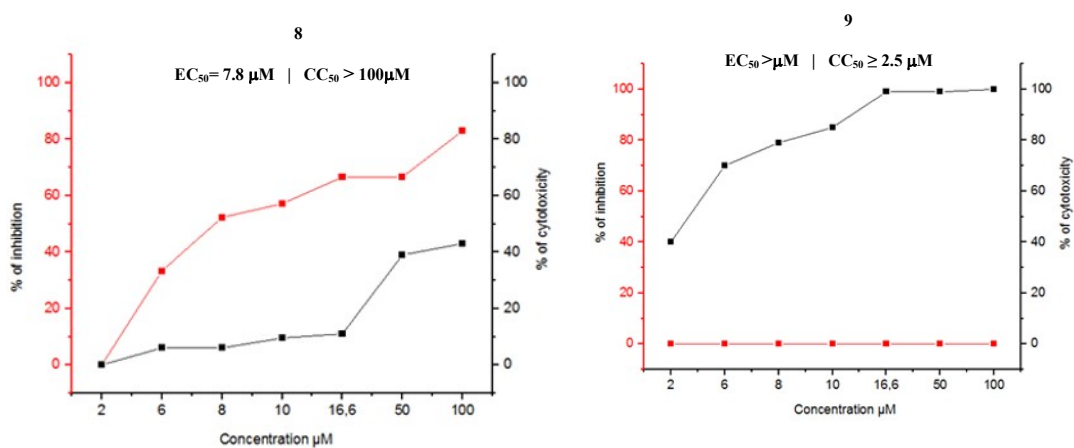 8
EC50= 7.8 µM | CC50 > 100µM
% of inhibition
100
80
60
40
20
0
100
80
60
40
20
0
% of cytotoxicity
2 6 8 10 16,6 50 100
Concentration µM
9
EC50 >µM | CC50 ≥ 2.5 µM
% of inhibition
100
80
60
40
20
0
100
80
60
40
20
0
% of cytotoxicity
2 6 8 10 16,6 50 100
Concentration µM